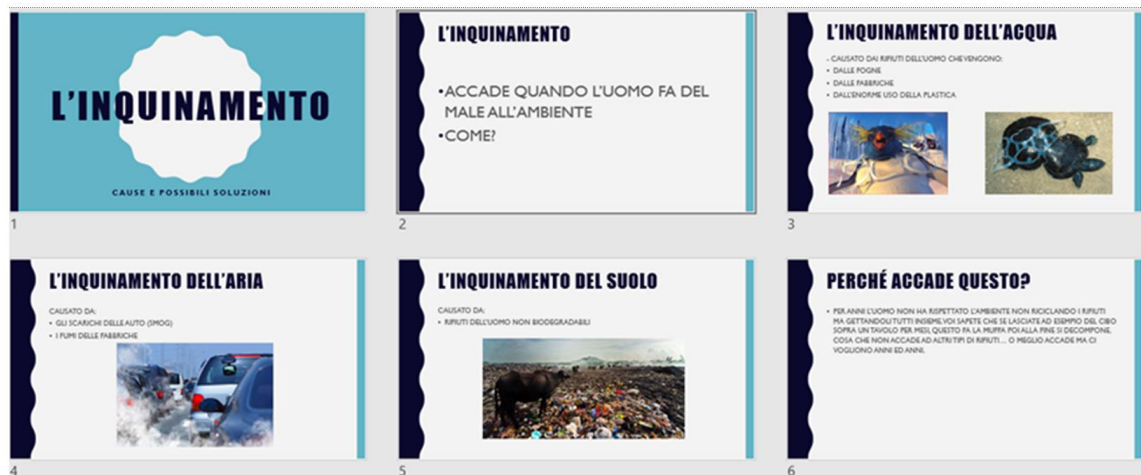 L'INQUINAMENTO
CAUSE E POSSIBILI SOLUZIONI
1
L'INQUINAMENTO
•ACCADE QUANDO L'UOMO FA DEL
MALE ALL'AMBIENTE
•COME?
2
L'INQUINAMENTO DELL'ACQUA
- CAUSATO DAI RIFIUTI DELL'UOMO CHE VENGONO:
• DALLE FOGNE
• DALLE FABBRICHE
• DALL'ENORME USO DELLA PLASTICA
3
L'INQUINAMENTO DELL'ARIA
CAUSATO DA:
• GLI SCARICHI DELLE AUTO (SMOG)
• I FUMI DELLE FABBRICHE
4
L'INQUINAMENTO DEL SUOLO
CAUSATO DA:
• RIFIUTI DELL'UOMO NON BIODEGRADABILI
5
PERCHÉ ACCADE QUESTO?
• PER ANNI L'UOMO NON HA RISPETTATO L'AMBIENTE NON RICICLANDO I RIFIUTI
MA GETTANDOLI TUTTI INSIEME. VOI SAPETE CHE SE LASCIATE AD ESEMPIO DEL CIBO
SOPRA UN TAVOLO PER MESI, QUESTO FA LA MUFFA POI ALLA FINE SI DECOMPONE.
COSA CHE NON ACCADE AD ALTRI TIPI DI RIFIUTI… O MEGLIO ACCADE MA CI
VOGLIONO ANNI ED ANNI.
6